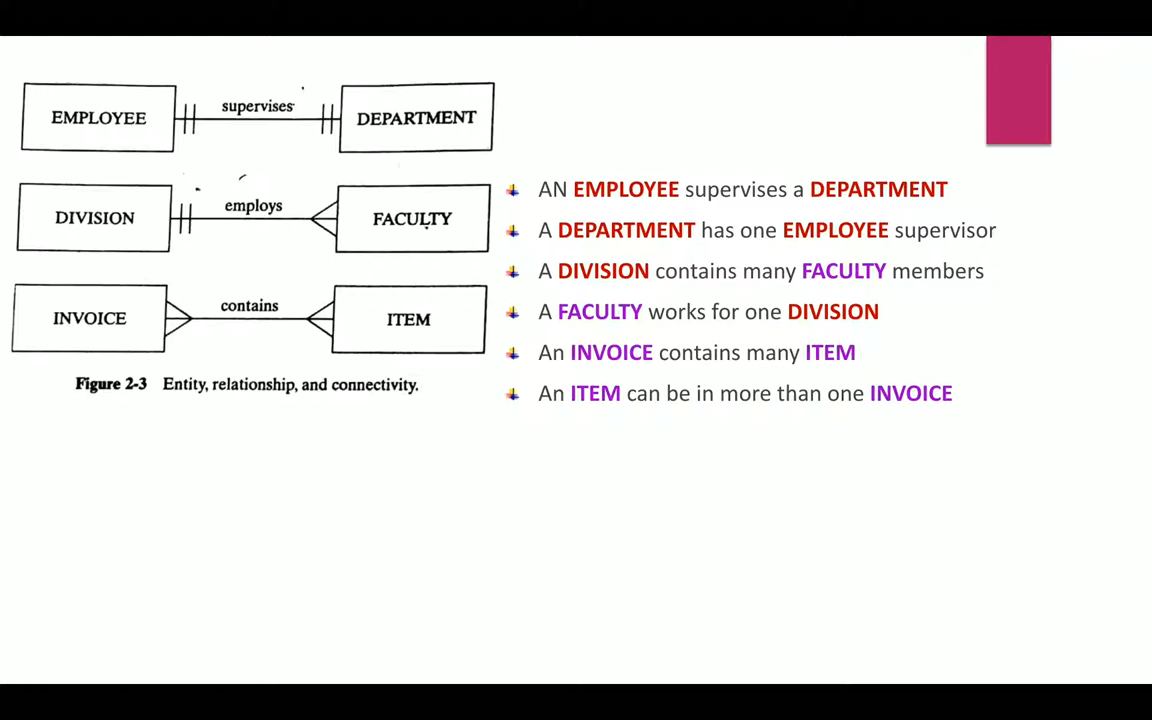 EMPLOYEE supervises DEPARTMENT
DIVISION employs FACULTY
INVOICE contains ITEM
Figure 2-3 Entity, relationship, and connectivity.
AN EMPLOYEE supervises a DEPARTMENT
A DEPARTMENT has one EMPLOYEE supervisor
A DIVISION contains many FACULTY members
A FACULTY works for one DIVISION
An INVOICE contains many ITEM
An ITEM can be in more than one INVOICE